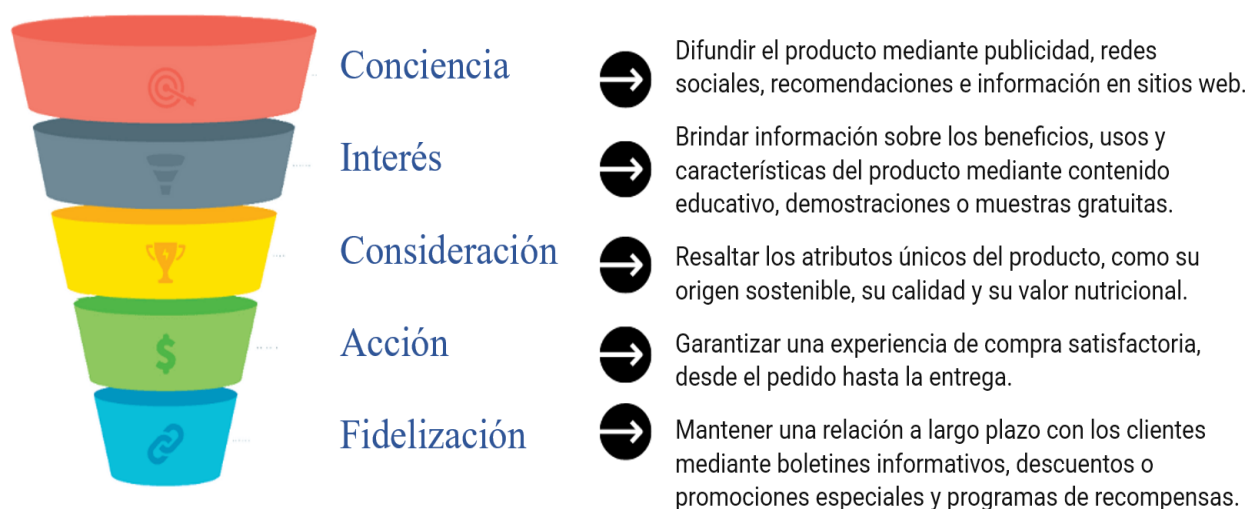 Conciencia
Difundir el producto mediante publicidad, redes
sociales, recomendaciones e información en sitios web.
Interés
Brindar información sobre los beneficios, usos y
características del producto mediante contenido
educativo, demostraciones o muestras gratuitas.
Consideración
Resaltar los atributos únicos del producto, como su
origen sostenible, su calidad y su valor nutricional.
Acción
Garantizar una experiencia de compra satisfactoria,
desde el pedido hasta la entrega.
Fidelización
Mantener una relación a largo plazo con los clientes
mediante boletines informativos, descuentos o
promociones especiales y programas de recompensas.